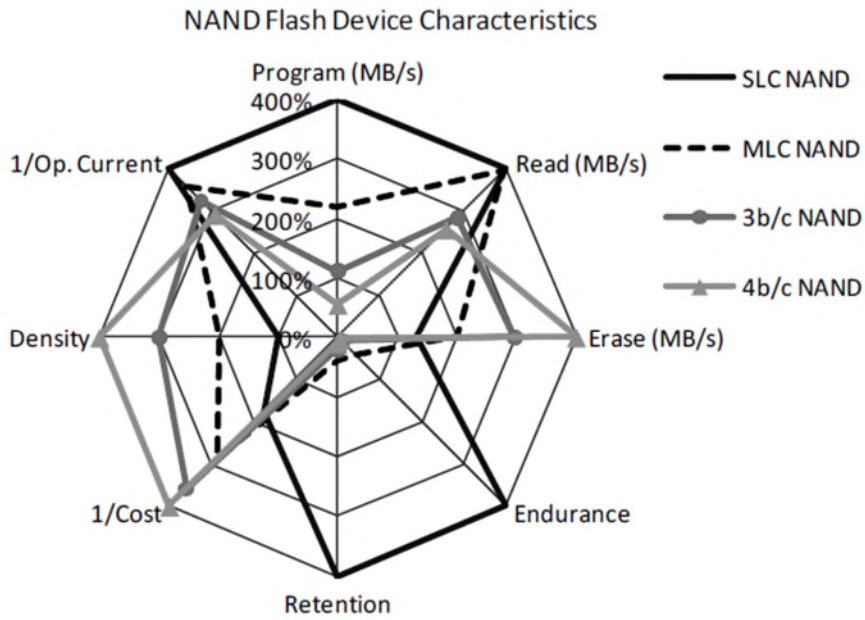 NAND Flash Device Characteristics
Program (MB/s)
400%
300%
200%
100%
0%
1/Op. Current
Read (MB/s)
Density
Erase (MB/s)
1/Cost
Endurance
Retention
SLC NAND
MLC NAND
3b/c NAND
4b/c NAND